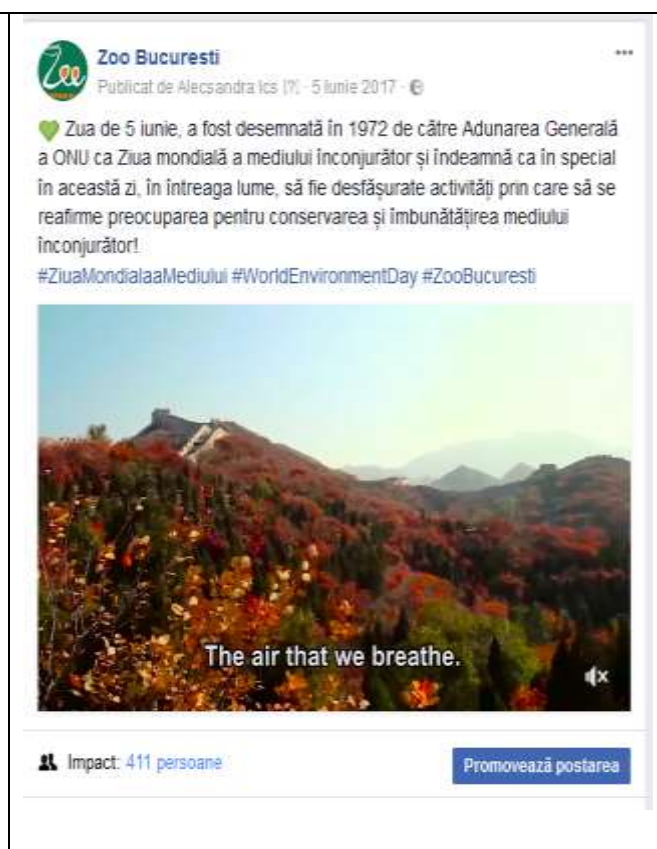 Zoo Bucuresti
Publicat de Alecsandra Ics [?] · 5 Iunie 2017 ·
Zua de 5 iunie, a fost desemnată în 1972 de către Adunarea Generală
a ONU ca Ziua mondială a mediului înconjurător și îndeamnă ca în special
în această zi, în întreaga lume, să fie desfășurate activități prin care să se
reafirme preocuparea pentru conservarea și îmbunătățirea mediului
înconjurător!
#ZiuaMondialaaMediului #WorldEnvironmentDay #ZooBucuresti
The air that we breathe.
Impact: 411 persoane
Promovează postarea